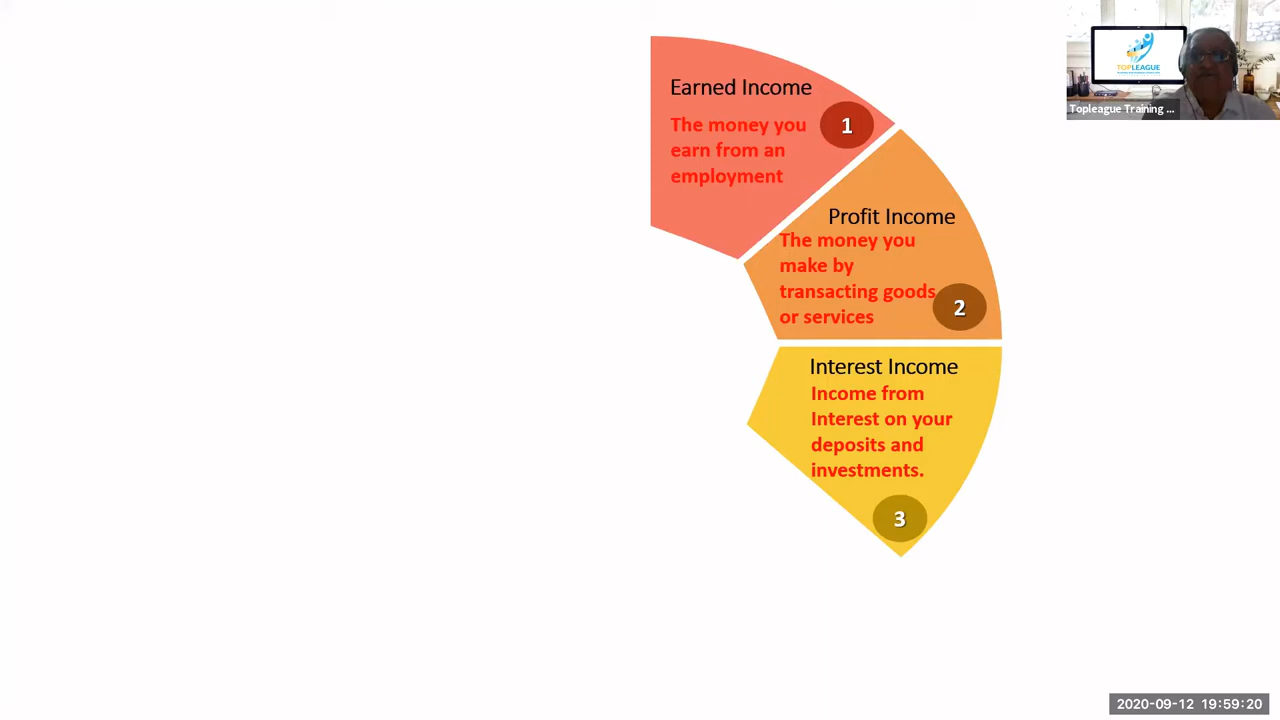 Earned Income
The money you
earn from an
employment
1
Profit Income
The money you
make by
transacting goods
or services
2
Interest Income
Income from
Interest on your
deposits and
investments.
3
TOPLEAGUE
Topleague Training ...
2020-09-12 19:59:20